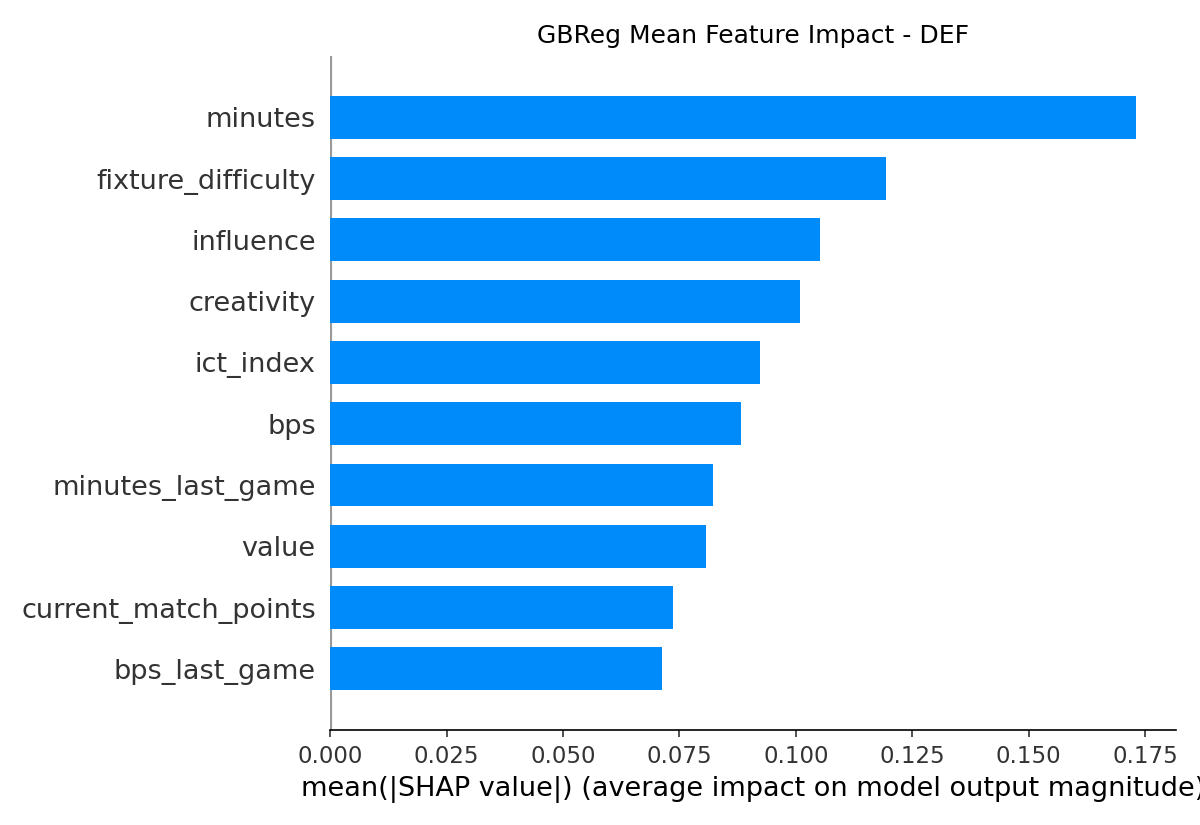 GBReg Mean Feature Impact - DEF
minutes
fixture_difficulty
influence
creativity
ict_index
bps
minutes_last_game
value
current_match_points
bps_last_game
0.000 0.025 0.050 0.075 0.100 0.125 0.150 0.175
mean(|SHAP value|) (average impact on model output magnitude)